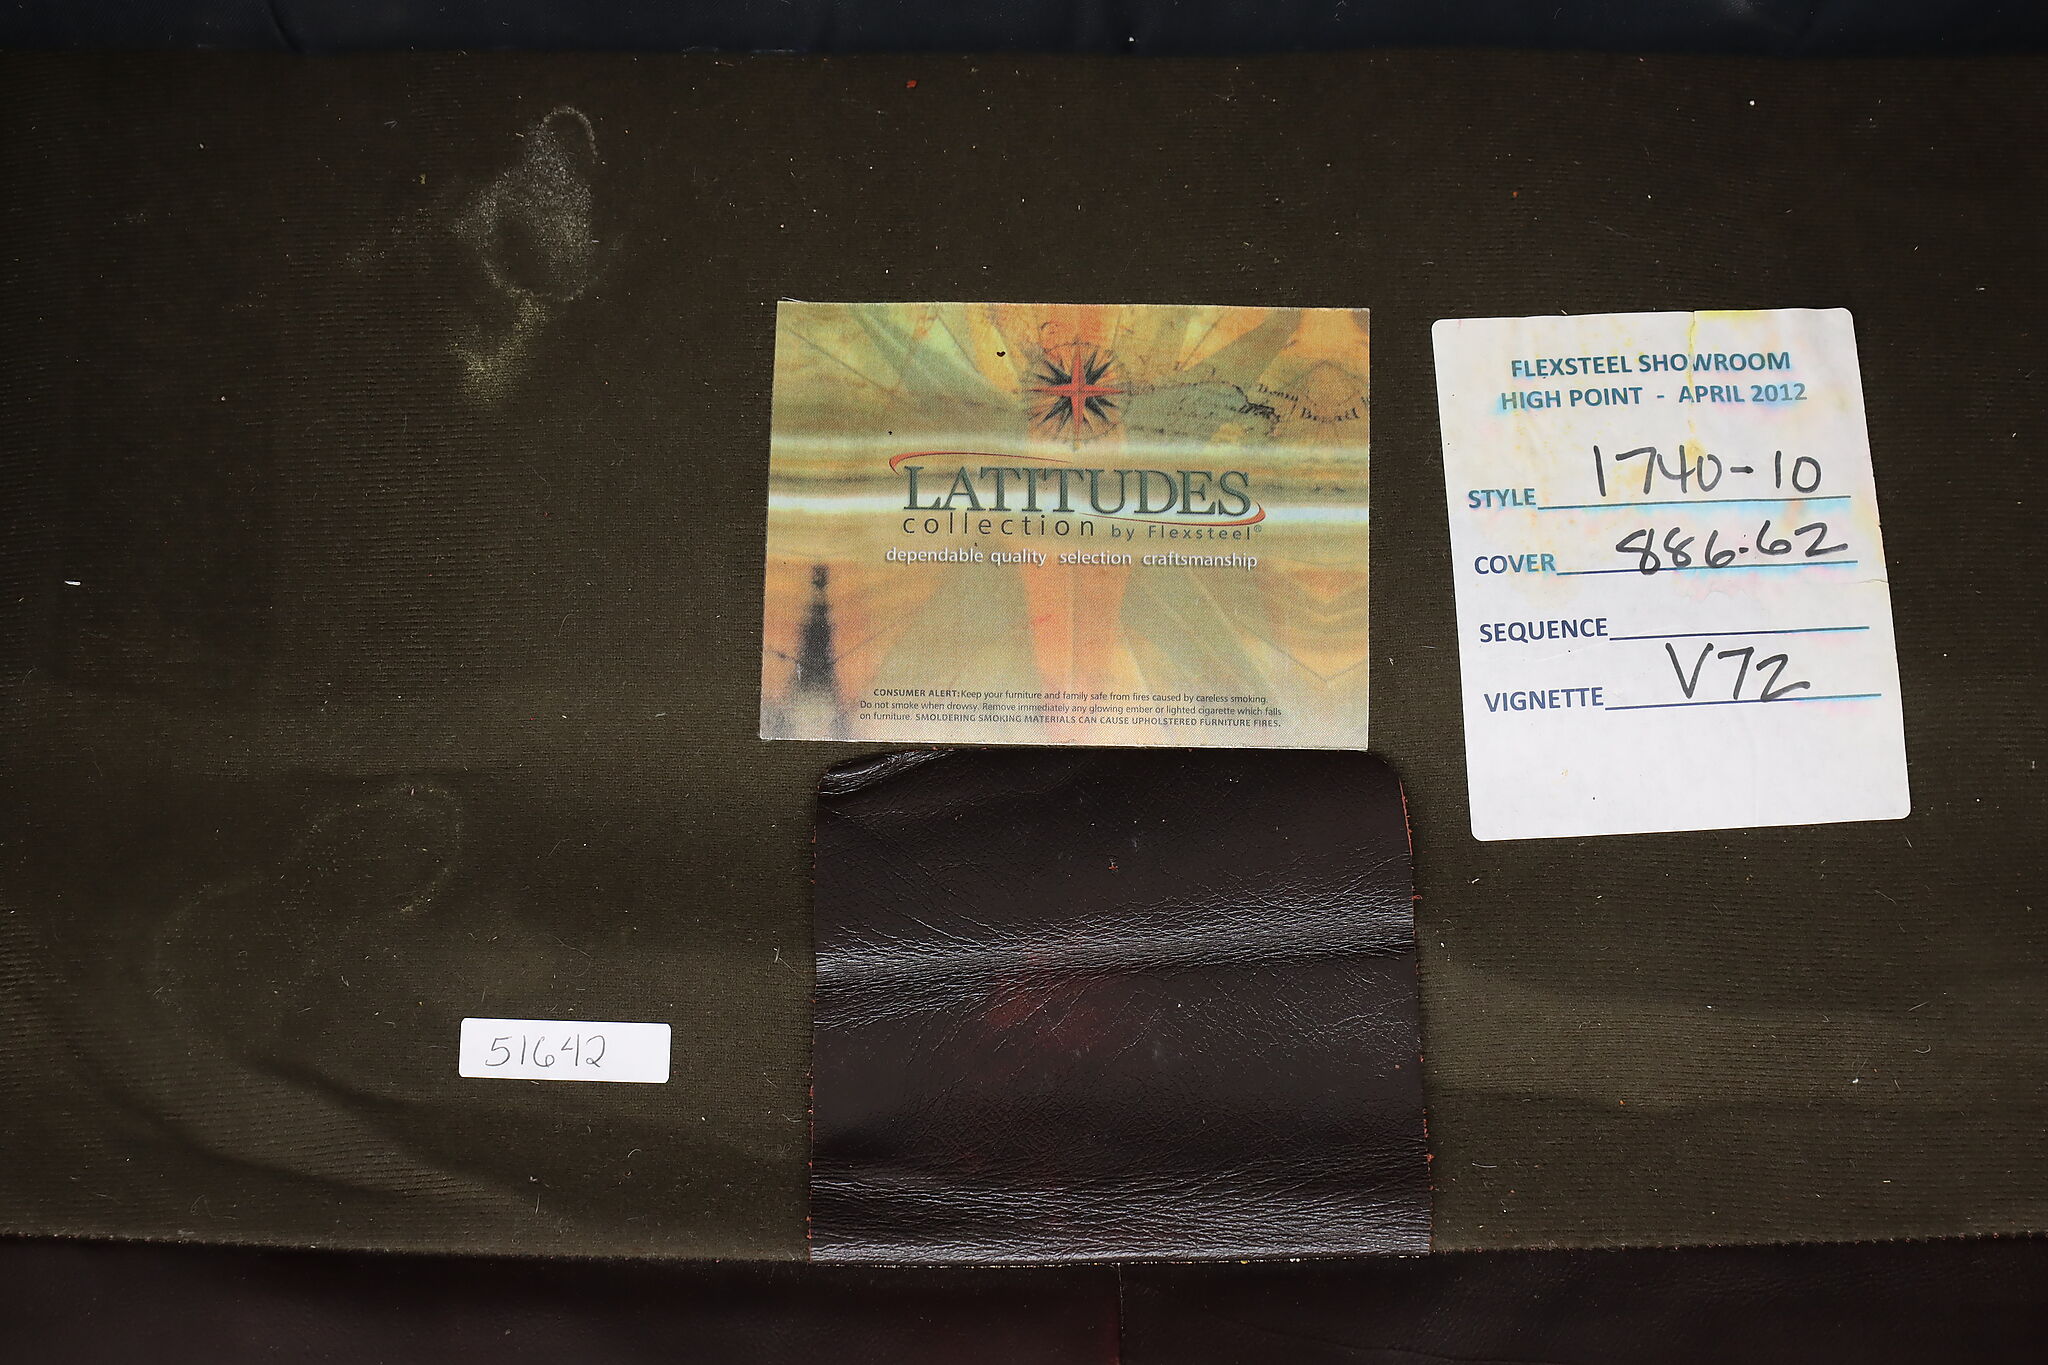 LATITUDES
collection by Flexsteel®
dependable quality selection craftsmanship
CONSUMER ALERT: Keep your furniture and family safe from fires caused by careless smoking.
Do not smoke when drowsy. Remove immediately any glowing ember or lighted cigarette which falls
on furniture. SMOLDERING SMOKING MATERIALS CAN CAUSE UPHOLSTERED FURNITURE FIRES.
FLEXSTEEL SHOWROOM
HIGH POINT - APRIL 2012
STYLE 1740-10
COVER 886-62
SEQUENCE
VIGNETTE V72
51642